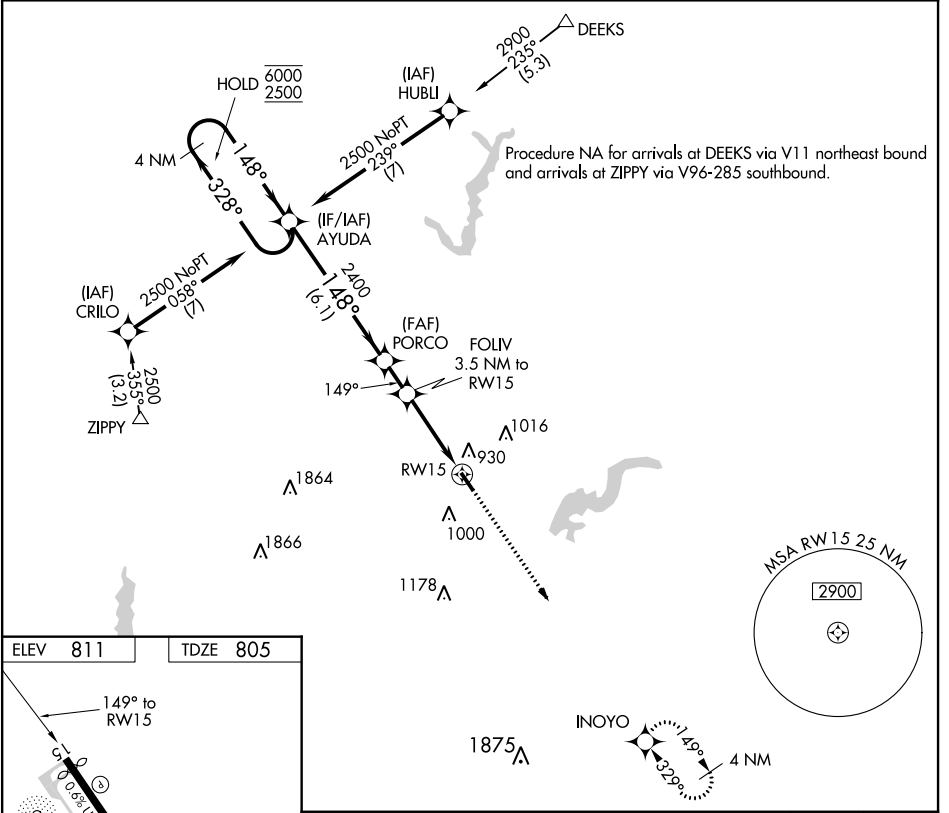 DEEKS
2900
235°
(5.3)
(IAF)
HUBLI
HOLD 6000
2500
2500 NoPT
239°
(7)
4 NM
148°
328°
Procedure NA for arrivals at DEEKS via V11 northeast bound
and arrivals at ZIPPY via V96-285 southbound.
(IF/IAF)
AYUDA
2500 NoPT
058°
(7)
(IAF)
CRILO
2400
148°
(6.1)
(FAF)
PORCO
FOLIV
3.5 NM to
RW15
149°
2500
355°
(3.2)
ZIPPY
1016
930
RW15
1864
1000
1866
1178
MSA RW15 25 NM
2900
ELEV 811
TDZE 805
149° to
RW15
15
P
0.6%
INOYO
149°
329°
4 NM
1875